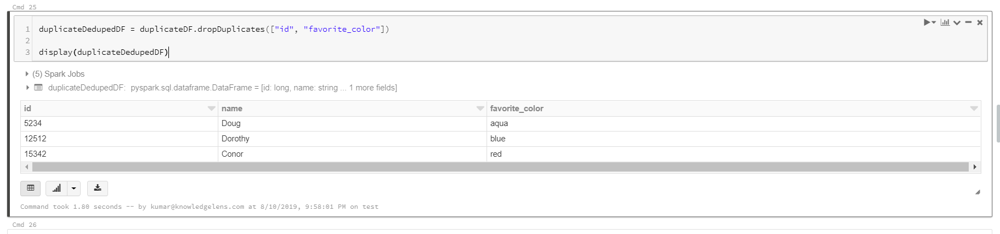 Cmd 25
1 duplicateDedupedDF = duplicateDF.dropDuplicates(["id", "favorite_color"])
2
3 display(duplicateDedupedDF)
(5) Spark Jobs
duplicateDedupedDF: pyspark.sql.dataframe.DataFrame = [id: long, name: string ... 1 more fields]
id name favorite_color
5234 Doug aqua
12512 Dorothy blue
15342 Conor red
Command took 1.80 seconds -- by kumar@knowledgelens.com at 8/10/2019, 9:58:01 PM on test
Cmd 26